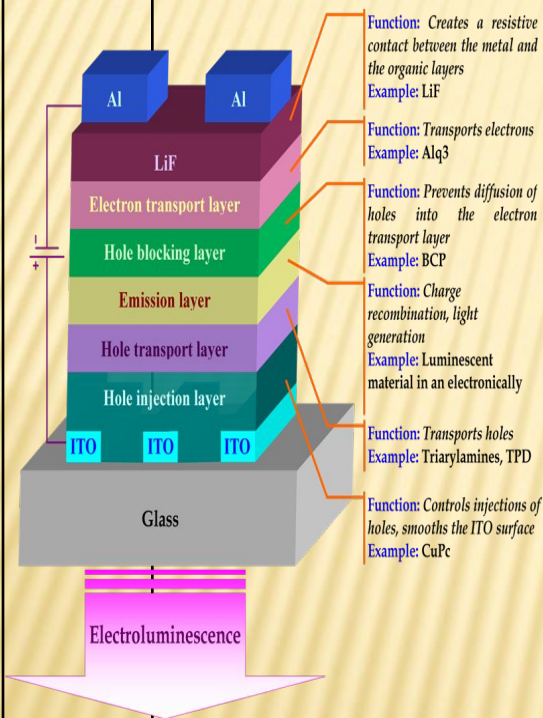 Al
Al
LiF
Electron transport layer
Hole blocking layer
Emission layer
Hole transport layer
Hole injection layer
ITO
ITO
ITO
Glass
Electroluminescence
–
+
Function: Creates a resistive
contact between the metal and
the organic layers
Example: LiF
Function: Transports electrons
Example: Alq3
Function: Prevents diffusion of
holes into the electron
transport layer
Example: BCP
Function: Charge
recombination, light
generation
Example: Luminescent
material in an electronically
Function: Transports holes
Example: Triarylamines, TPD
Function: Controls injections of
holes, smooths the ITO surface
Example: CuPc